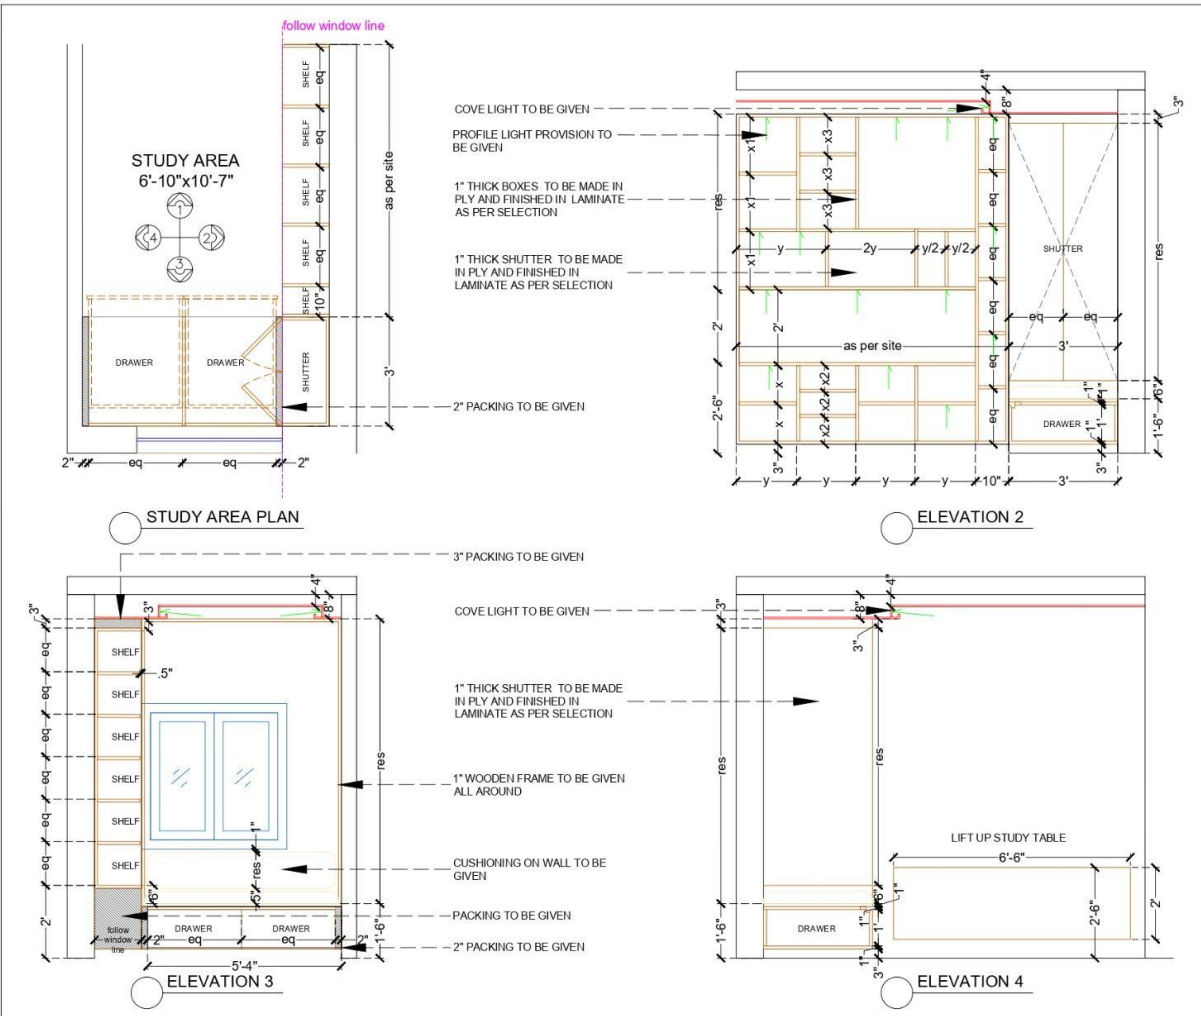 follow window line
SHELF
eq
SHELF
eq
SHELF
eq
SHELF
eq
SHELF
10"
as per site
STUDY AREA
6'-10"x10'-7"
1
4
2
3
DRAWER
DRAWER
SHUTTER
3'
2"
eq
eq
2"
STUDY AREA PLAN
COVE LIGHT TO BE GIVEN
PROFILE LIGHT PROVISION TO
BE GIVEN
1" THICK BOXES TO BE MADE IN
PLY AND FINISHED IN LAMINATE
AS PER SELECTION
1" THICK SHUTTER TO BE MADE
IN PLY AND FINISHED IN
LAMINATE AS PER SELECTION
2" PACKING TO BE GIVEN
4"
8"
3"
x1
x3
eq
res
x3
x1
x3
eq
eq
y
2y
y/2
y/2
x1
SHUTTER
res
eq
2'
2'
eq
eq
eq
as per site
3'
eq
x
x2
x2
x2
x
2'-6"
eq
1"
1"
6"
DRAWER
1'
1"
1'-6"
3"
3"
y
y
y
y
10"
3'
ELEVATION 2
3" PACKING TO BE GIVEN
COVE LIGHT TO BE GIVEN
1" THICK SHUTTER TO BE MADE
IN PLY AND FINISHED IN
LAMINATE AS PER SELECTION
1" WOODEN FRAME TO BE GIVEN
ALL AROUND
CUSHIONING ON WALL TO BE
GIVEN
PACKING TO BE GIVEN
2" PACKING TO BE GIVEN
4"
3"
3"
8"
eq
SHELF
.5"
eq
SHELF
eq
SHELF
eq
SHELF
eq
SHELF
eq
SHELF
res
1"
res
6"
5"
2'
follow
window
line
2"
DRAWER
eq
DRAWER
eq
2"
1'-6"
5'-4"
ELEVATION 3
4"
3"
8"
3"
res
res
LIFT UP STUDY TABLE
6'-6"
6"
1"
1"
2'-6"
2'
1'-6"
DRAWER
1'
1"
3"
ELEVATION 4